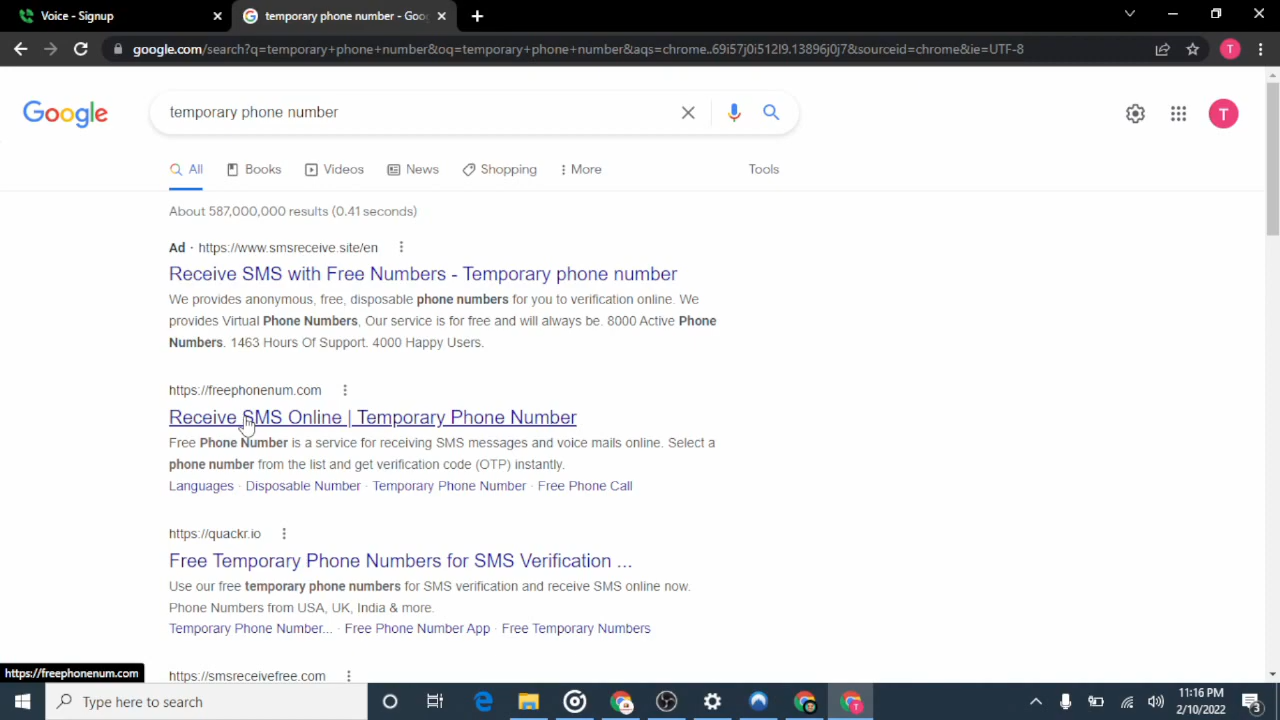 Voice - Signup
temporary phone number - Goo
google.com/search?q=temporary+phone+number&oq=temporary+phone+number&aqs=chrome..69i57j0i512l9.13896j0j7&sourceid=chrome&ie=UTF-8
T
Google
temporary phone number
T
All
Books
Videos
News
Shopping
More
Tools
About 587,000,000 results (0.41 seconds)
Ad · https://www.smsreceive.site/en
Receive SMS with Free Numbers - Temporary phone number
We provides anonymous, free, disposable phone numbers for you to verification online. We
provides Virtual Phone Numbers, Our service is for free and will always be. 8000 Active Phone
Numbers. 1463 Hours Of Support. 4000 Happy Users.
https://freephonenum.com
Receive SMS Online | Temporary Phone Number
Free Phone Number is a service for receiving SMS messages and voice mails online. Select a
phone number from the list and get verification code (OTP) instantly.
Languages · Disposable Number · Temporary Phone Number · Free Phone Call
https://quackr.io
Free Temporary Phone Numbers for SMS Verification ...
Use our free temporary phone numbers for SMS verification and receive SMS online now.
Phone Numbers from USA, UK, India & more.
Temporary Phone Number... · Free Phone Number App · Free Temporary Numbers
https://freephonenum.com
https://smsreceivefree.com
Type here to search
T
11:16 PM
2/10/2022
3